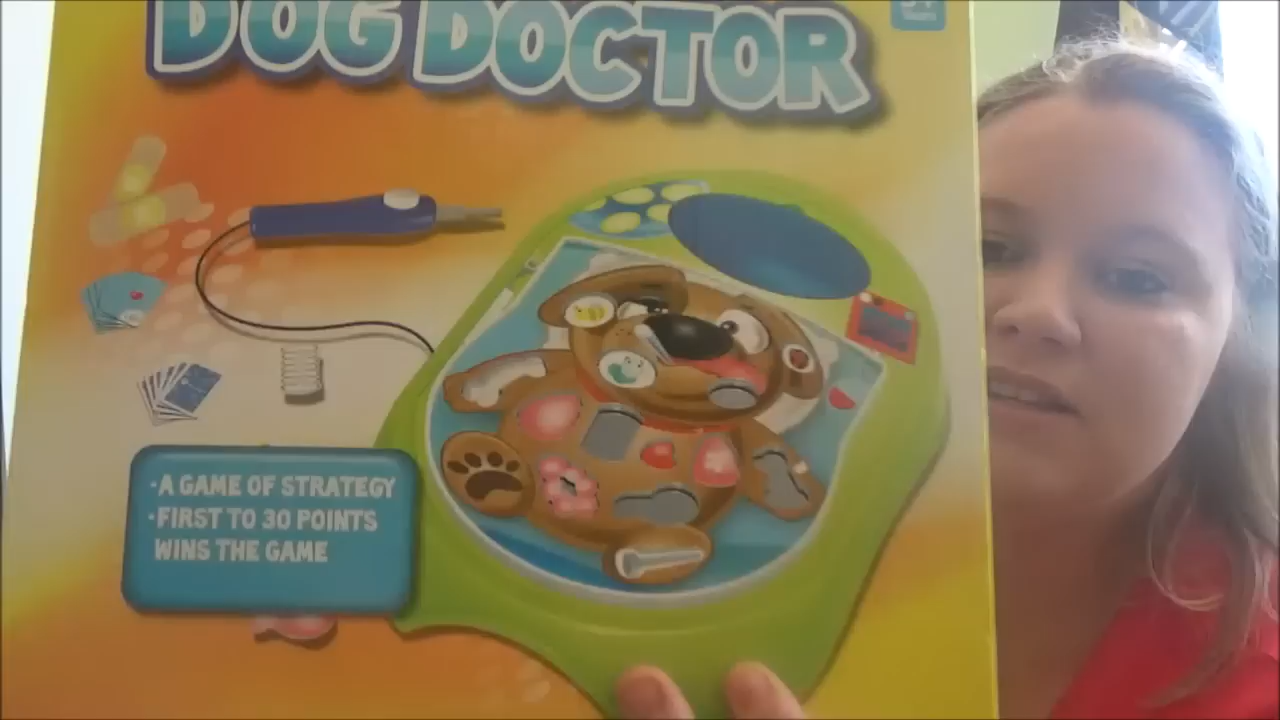 DOG DOCTOR
·A GAME OF STRATEGY
·FIRST TO 30 POINTS
WINS THE GAME